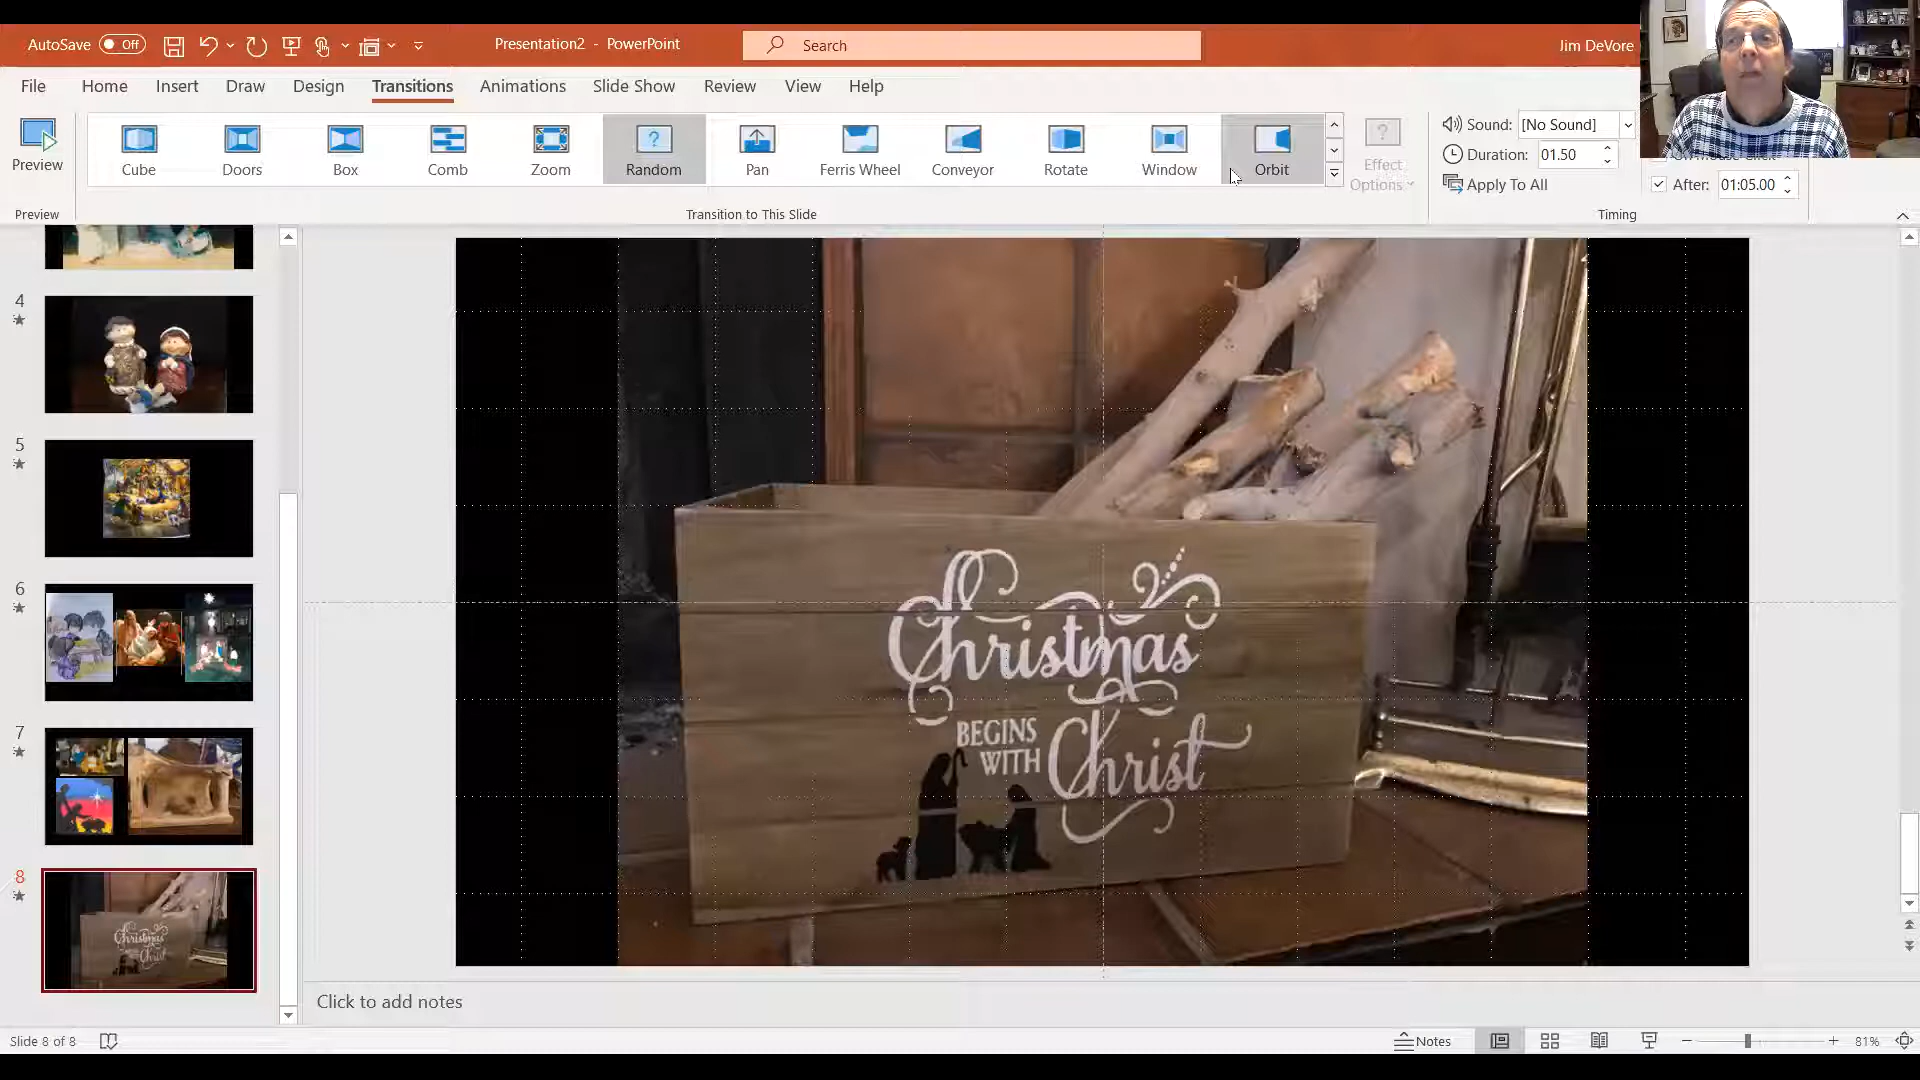 AutoSave Off
Presentation2 - PowerPoint
Search
Jim DeVore
File Home Insert Draw Design Transitions Animations Slide Show Review View Help
Preview
Cube
Doors
Box
Comb
Zoom
? Random
Pan
Ferris Wheel
Conveyor
Rotate
Window
Orbit
? Effect
Options
Sound: [No Sound]
Duration: 01.50
Apply To All
After: 01:05.00
Preview
Transition to This Slide
Timing
4
5
6
7
8
Christmas
BEGINS
WITH Christ
Click to add notes
Slide 8 of 8
Notes
81%